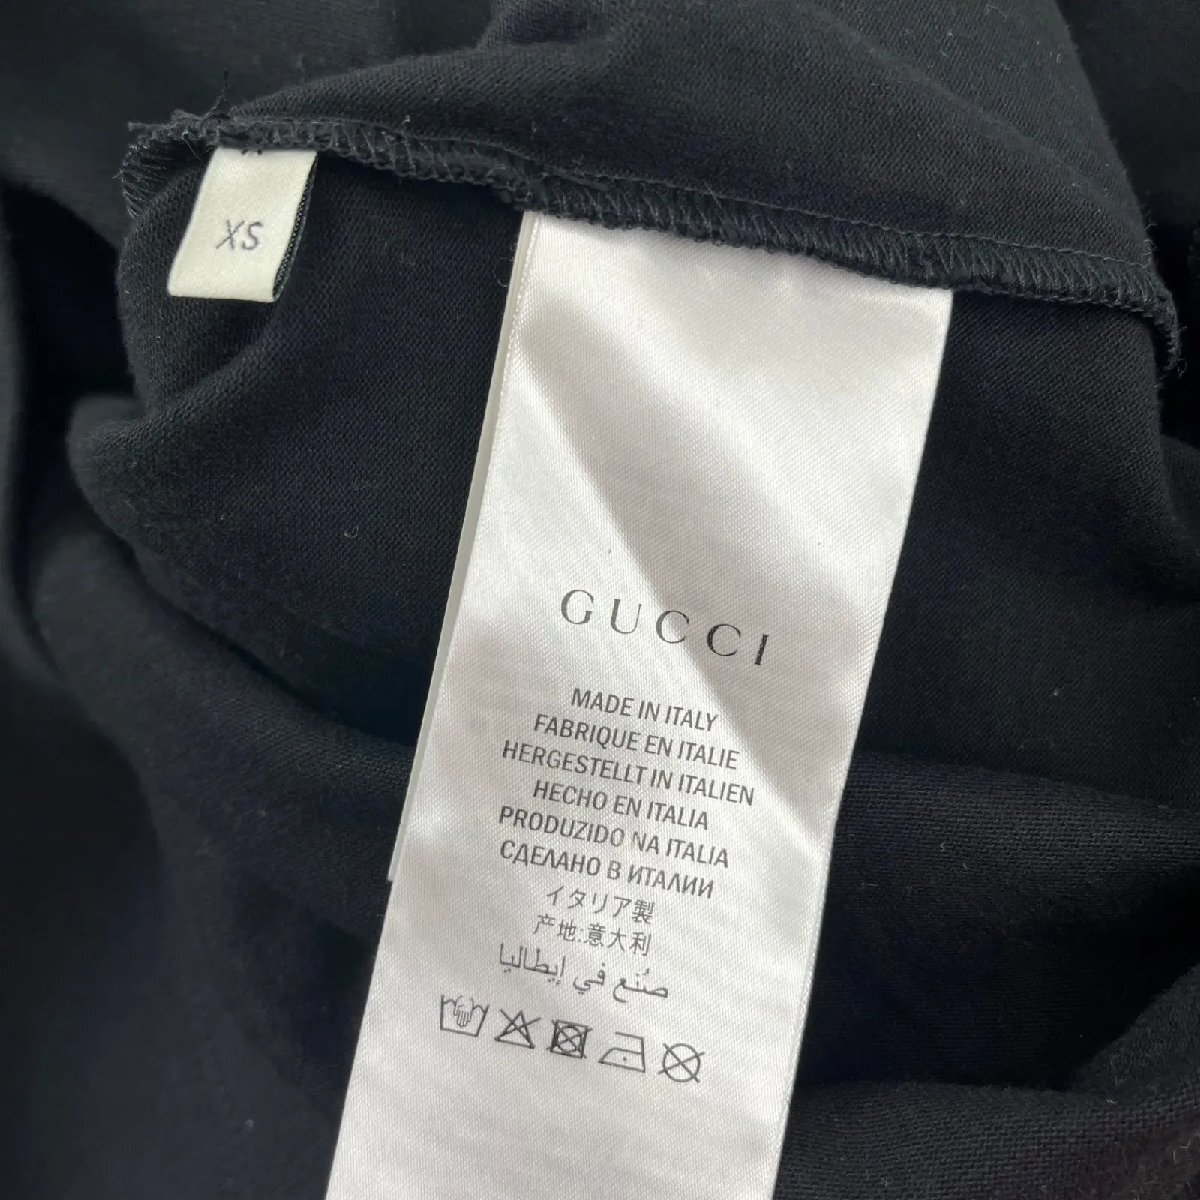 XS
GUCCI
MADE IN ITALY
FABRIQUE EN ITALIE
HERGESTELLT IN ITALIEN
HECHO EN ITALIA
PRODUZIDO NA ITALIA
СДЕЛАНО В ИТАЛИИ
イタリア製
产地:意大利
صُنع في إيطاليا